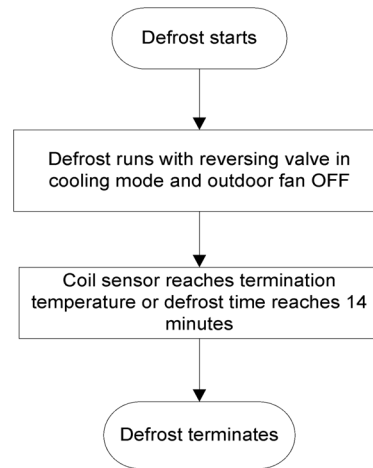 Defrost starts
Defrost runs with reversing valve in
cooling mode and outdoor fan OFF
Coil sensor reaches termination
temperature or defrost time reaches 14
minutes
Defrost terminates